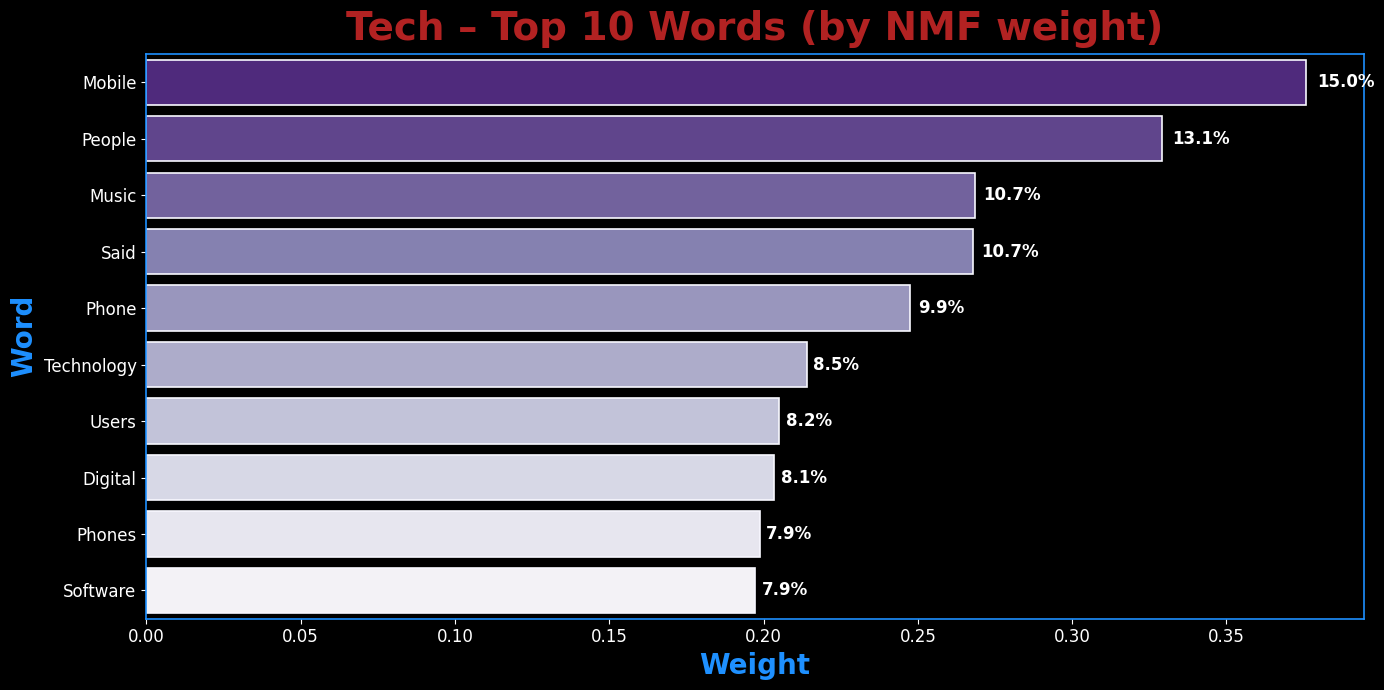 Tech – Top 10 Words (by NMF weight)
Mobile 15.0%
People 13.1%
Music 10.7%
Said 10.7%
Phone 9.9%
Technology 8.5%
Users 8.2%
Digital 8.1%
Phones 7.9%
Software 7.9%
Word
0.00 0.05 0.10 0.15 0.20 0.25 0.30 0.35
Weight